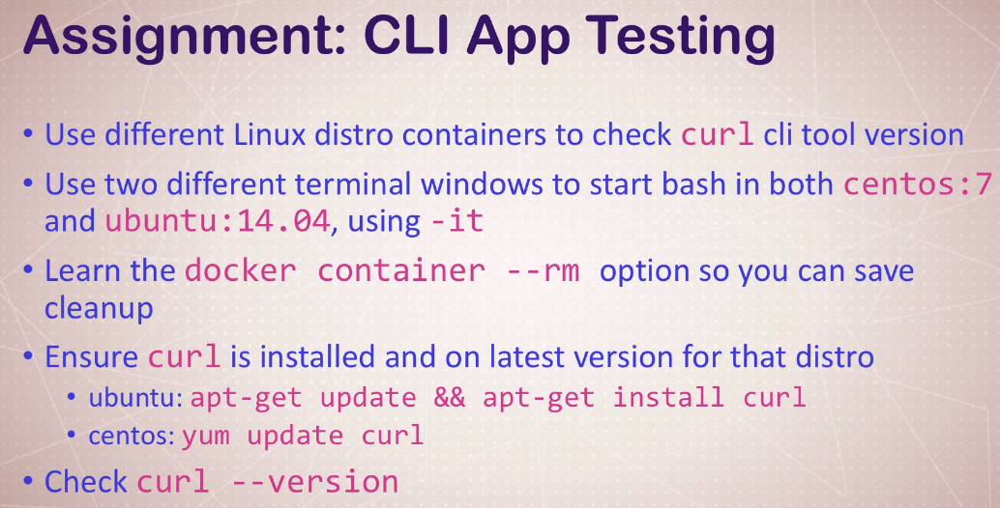 Assignment: CLI App Testing
• Use different Linux distro containers to check curl cli tool version
• Use two different terminal windows to start bash in both centos:7
and ubuntu:14.04, using -it
• Learn the docker container --rm option so you can save
cleanup
• Ensure curl is installed and on latest version for that distro
• ubuntu: apt-get update && apt-get install curl
• centos: yum update curl
• Check curl --version